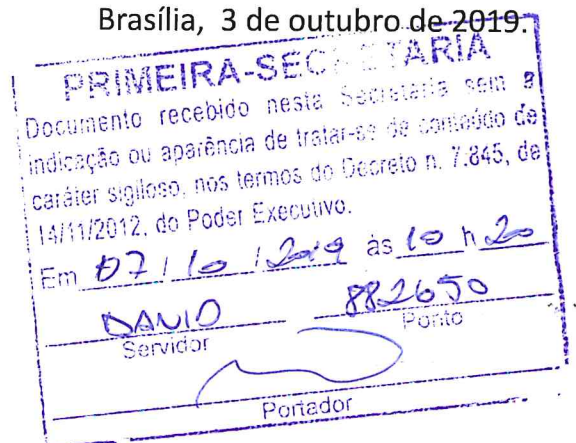 Brasília, 3 de outubro de 2019.
PRIMEIRA-SECRETARIA
Documento recebido nesta Secretaria sem a
indicação ou aparência de tratar-se de conteúdo de
caráter sigiloso, nos termos do Decreto n. 7.845, de
14/11/2012, do Poder Executivo.
Em 07 / 10 / 2019 às 10 h 20
DAVID 882650
Servidor Ponto
Portador